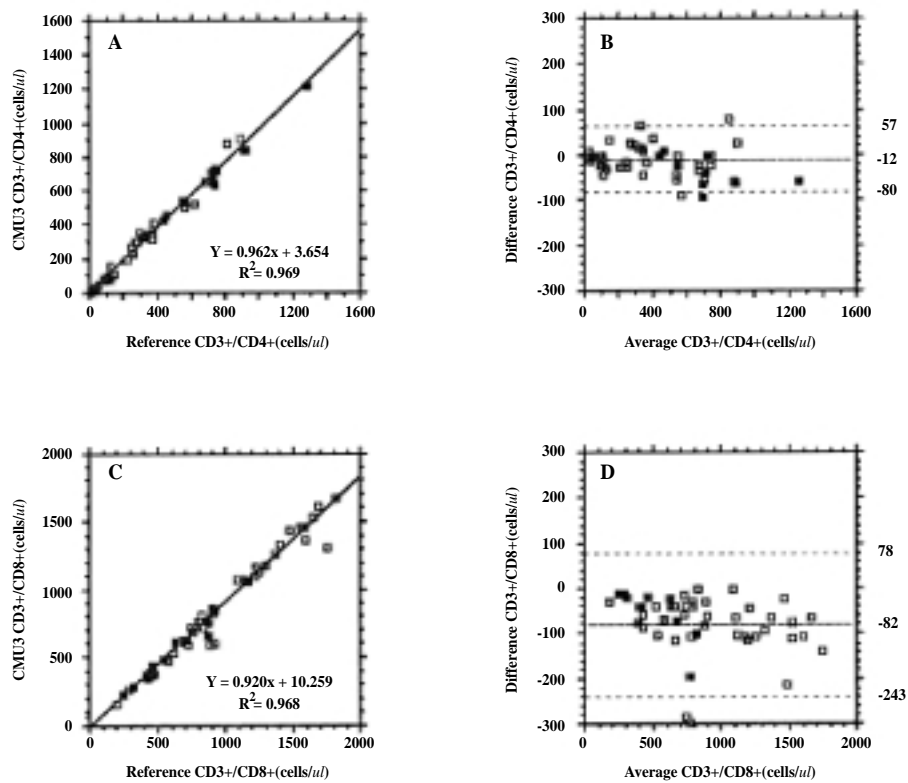 A
CMU3 CD3+/CD4+(cells/ul)
1600
1400
1200
1000
800
600
400
200
0
Y = 0.962x + 3.654
R2= 0.969
0 400 800 1200 1600
Reference CD3+/CD4+(cells/ul)
B
Difference CD3+/CD4+(cells/ul)
300
200
100
0
-100
-200
-300
57
-12
-80
0 400 800 1200 1600
Average CD3+/CD4+(cells/ul)
C
CMU3 CD3+/CD8+(cells/ul)
2000
1500
1000
500
0
Y = 0.920x + 10.259
R2= 0.968
0 500 1000 1500 2000
Reference CD3+/CD8+(cells/ul)
D
Difference CD3+/CD8+(cells/ul)
300
200
100
0
-100
-200
-300
78
-82
-243
0 500 1000 1500 2000
Average CD3+/CD8+(cells/ul)